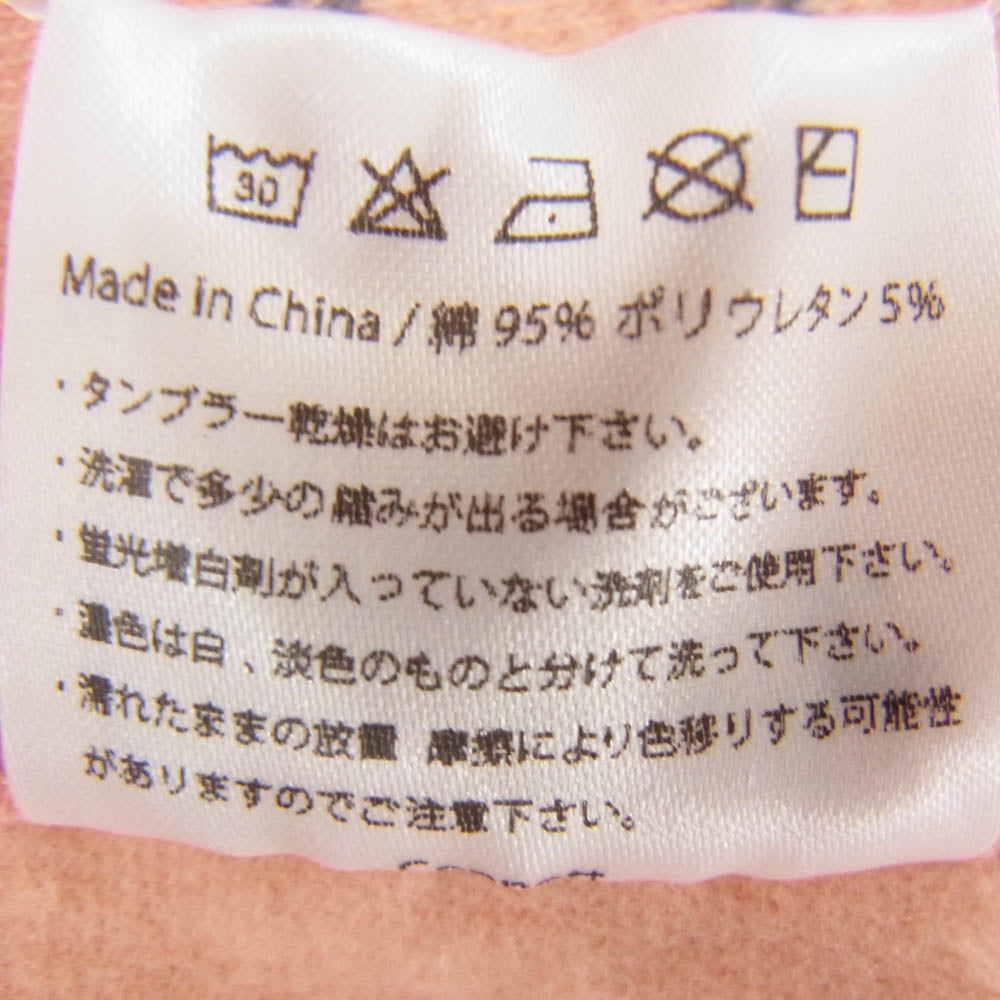 30
Made in China / 綿 95% ポリウレタン 5%
・タンブラー乾燥はお避け下さい。
・洗濯で多少の縮みが出る場合がございます。
・蛍光増白剤が入っていない洗剤をご使用下さい。
・濃色は白、淡色のものと分けて洗って下さい。
・濡れたままの放置 摩擦により色移りする可能性
がありますのでご注意下さい。